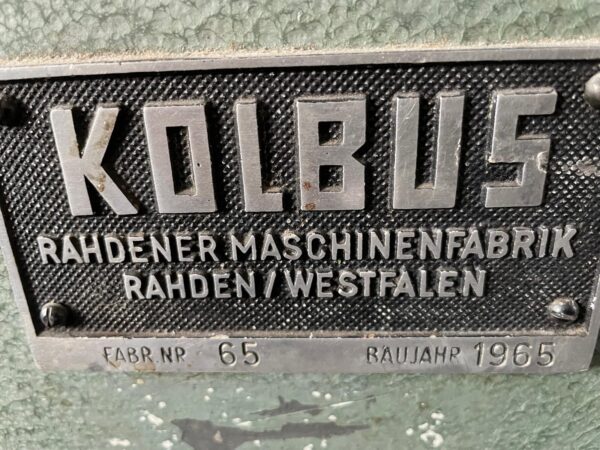 KOLBUS
RAHDENER MASCHINENFABRIK
RAHDEN/WESTFALEN
FABR.NR 65 BAUJAHR 1965